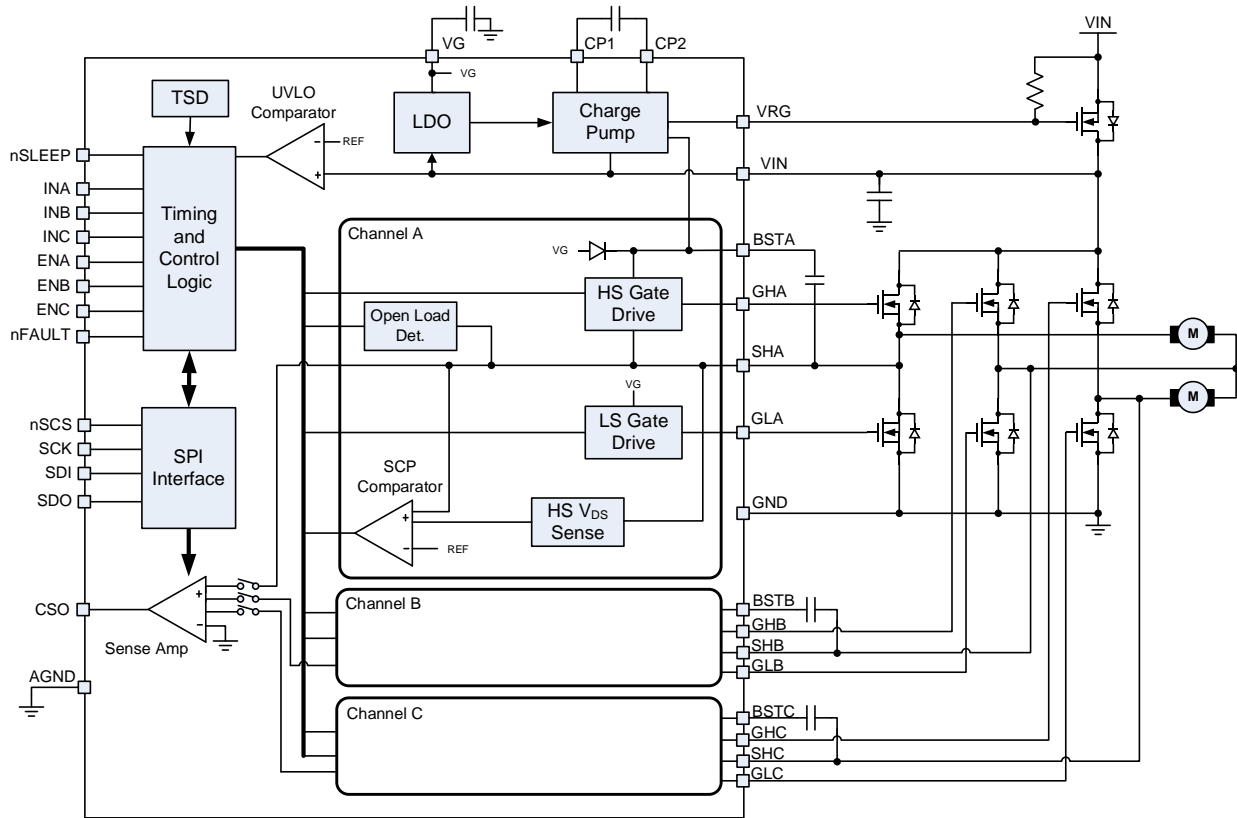 VIN
VG
CP1
CP2
VG
TSD
UVLO
Comparator
REF
LDO
Charge
Pump
VRG
VIN
nSLEEP
INA
INB
INC
ENA
ENB
ENC
nFAULT
Timing
and
Control
Logic
Channel A
VG
BSTA
HS Gate
Drive
GHA
Open Load
Det.
SHA
M
M
VG
LS Gate
Drive
GLA
nSCS
SCK
SDI
SDO
SPI
Interface
SCP
Comparator
HS VDS
Sense
REF
GND
CSO
Sense Amp
Channel B
BSTB
GHB
SHB
GLB
AGND
Channel C
BSTC
GHC
SHC
GLC